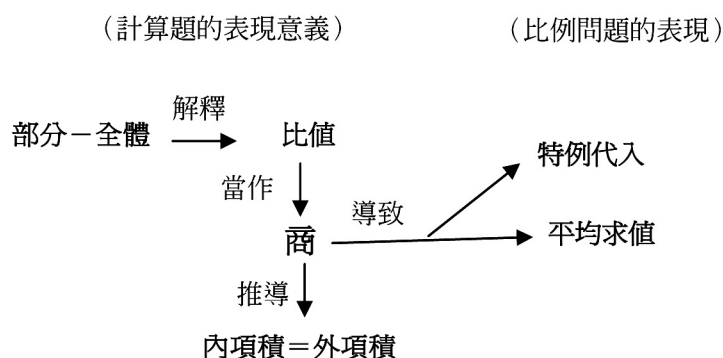 （計算題的表現意義）
（比例問題的表現）
部分－全體
解釋
比值
特例代入
當作
導致
商
平均求值
推導
內項積＝外項積